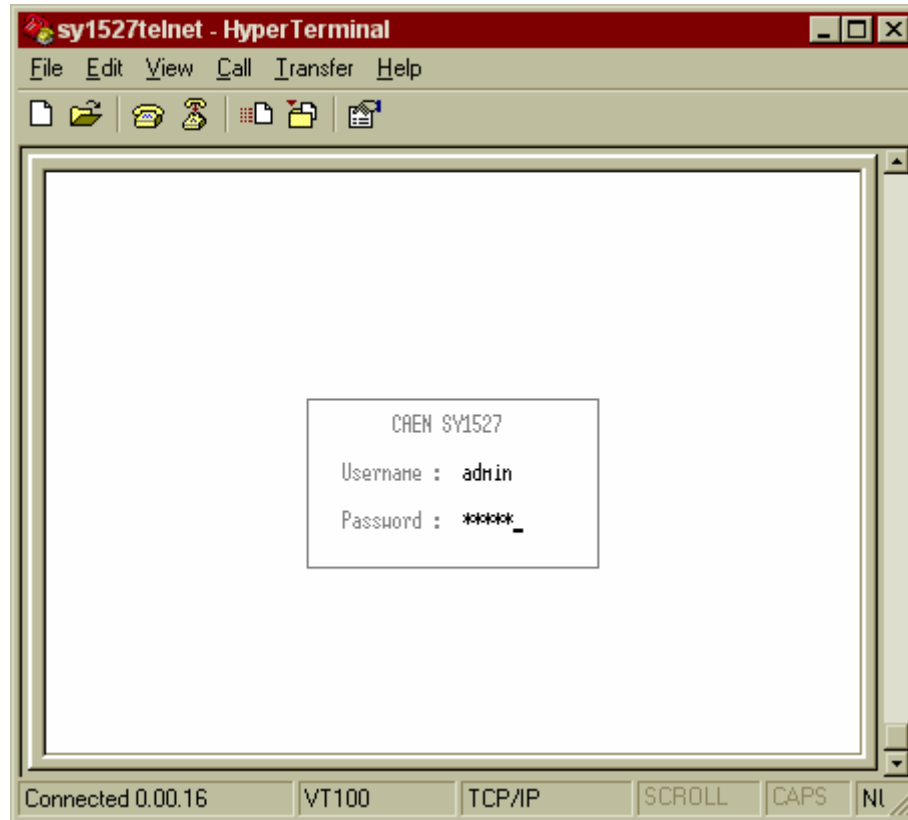 sy1527telnet - HyperTerminal
File Edit View Call Transfer Help
CAEN SY1527
Username : admin
Password : *****_
Connected 0.00.16 VT100 TCP/IP SCROLL CAPS NU